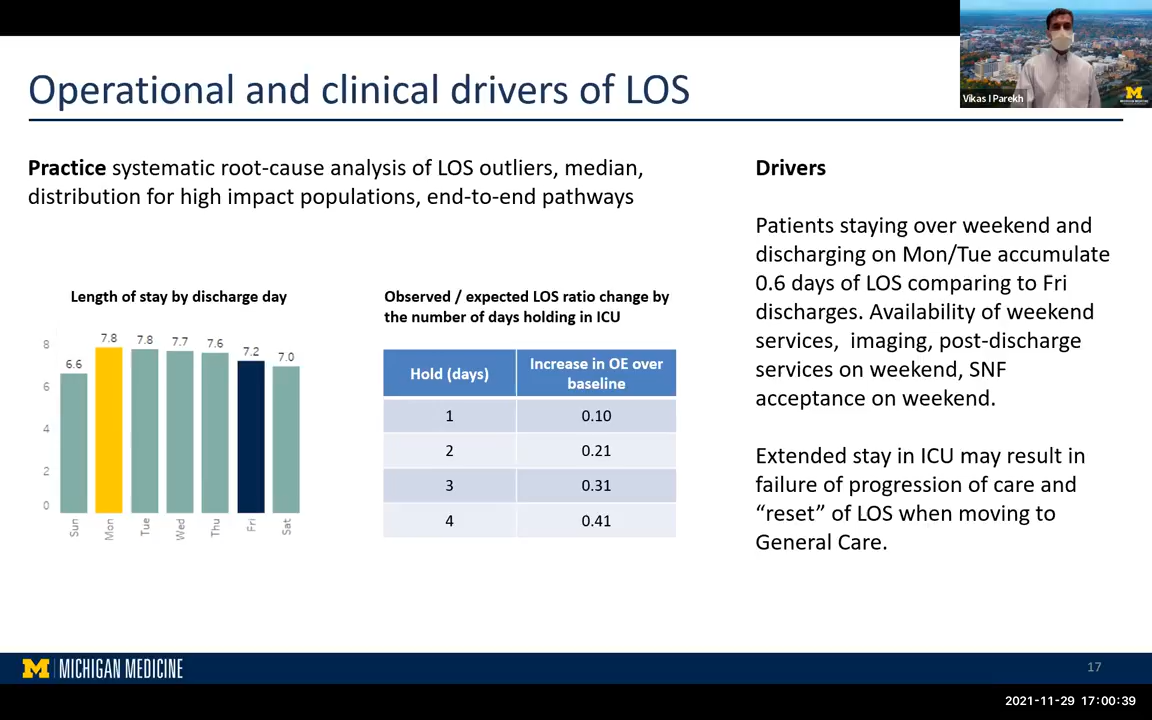 Vikas I Parekh
Operational and clinical drivers of LOS
Practice systematic root-cause analysis of LOS outliers, median,
distribution for high impact populations, end-to-end pathways
Length of stay by discharge day
8
6
4
2
0
6.6
7.8
7.8
7.7
7.6
7.2
7.0
Sun
Mon
Tue
Wed
Thu
Fri
Sat
Observed / expected LOS ratio change by
the number of days holding in ICU
Hold (days)
Increase in OE over
baseline
1 0.10
2 0.21
3 0.31
4 0.41
Drivers
Patients staying over weekend and
discharging on Mon/Tue accumulate
0.6 days of LOS comparing to Fri
discharges. Availability of weekend
services,  imaging, post-discharge
services on weekend, SNF
acceptance on weekend.
Extended stay in ICU may result in
failure of progression of care and
“reset” of LOS when moving to
General Care.
M MICHIGAN MEDICINE
17
2021-11-29 17:00:39